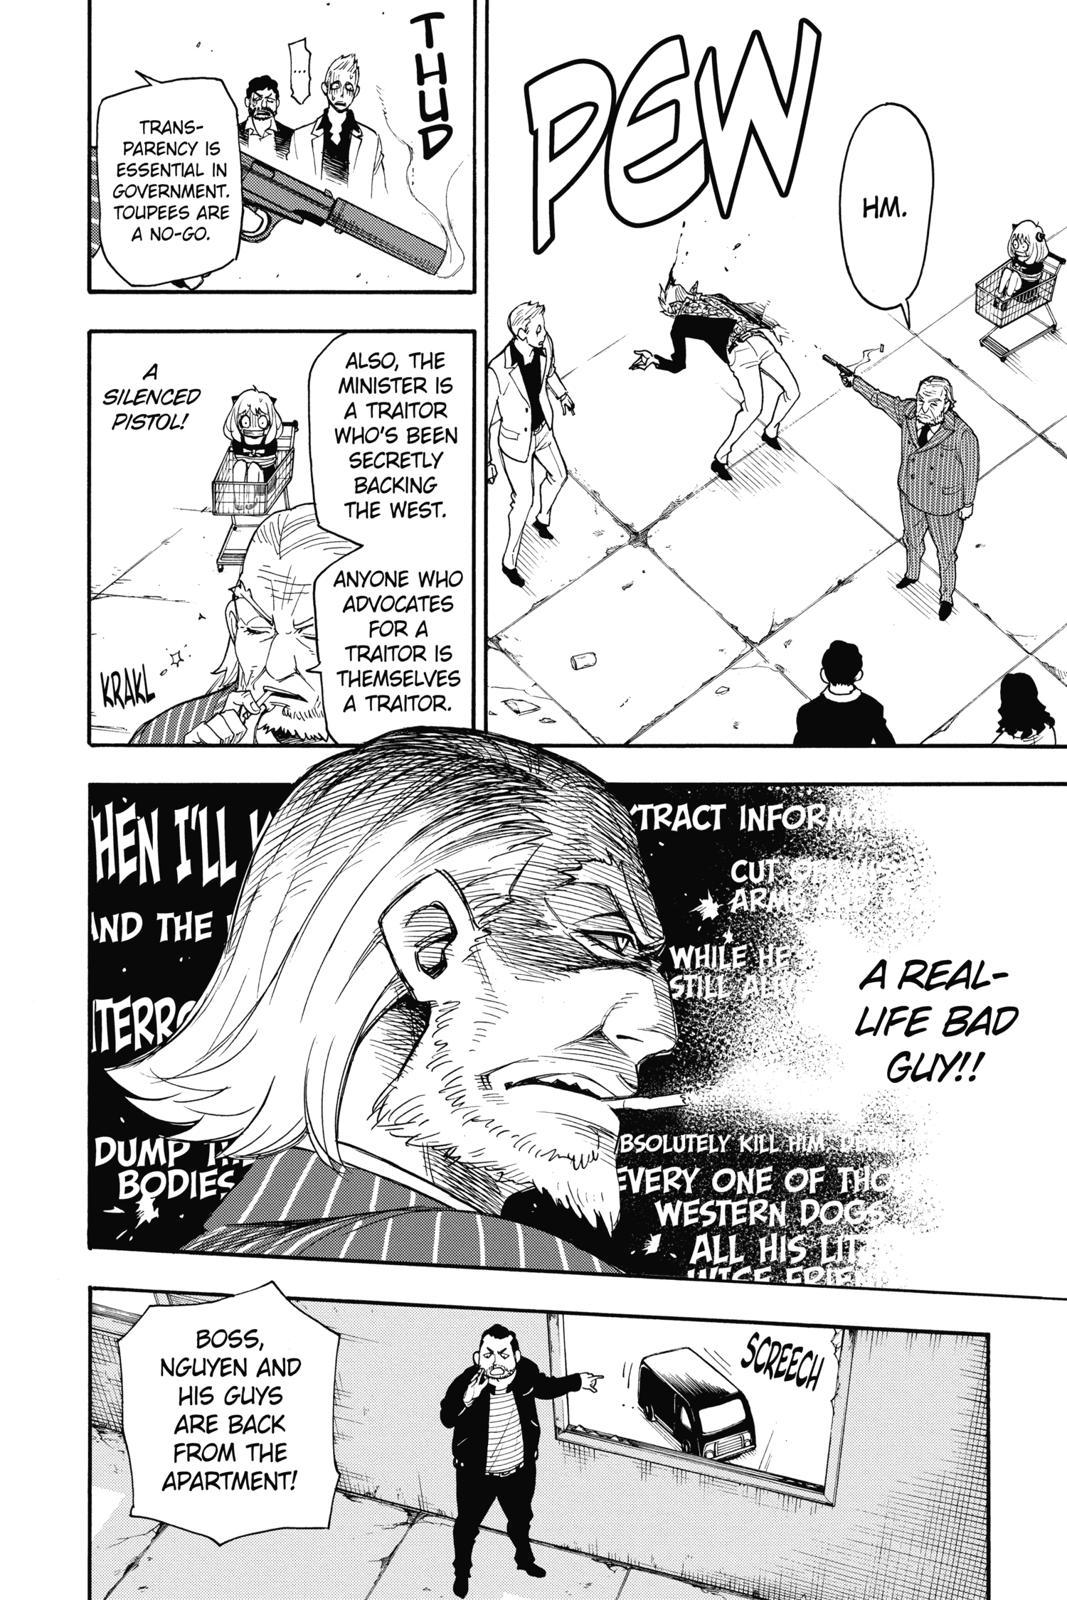 PEW
HM.
THUD
...
TRANS-
PARENCY IS
ESSENTIAL IN
GOVERNMENT.
TOUPEES ARE
A NO-GO.
ALSO, THE
MINISTER IS
A TRAITOR
WHO'S BEEN
SECRETLY
BACKING
THE WEST.
ANYONE WHO
ADVOCATES
FOR A
TRAITOR IS
THEMSELVES
A TRAITOR.
A
SILENCED
PISTOL!
KRAKL
HEN I'LL
AND THE
TERRO
DUMP
BODIES
TRACT INFORMA
CUT OFF HIS
ARMS AND
WHILE HE
STILL ALIV
A REAL-
LIFE BAD
GUY!!
BSOLUTELY KILL HIM.
EVERY ONE OF THO
WESTERN DOGS
ALL HIS LIT
BOSS,
NGUYEN AND
HIS GUYS
ARE BACK
FROM THE
APARTMENT!
SCREECH